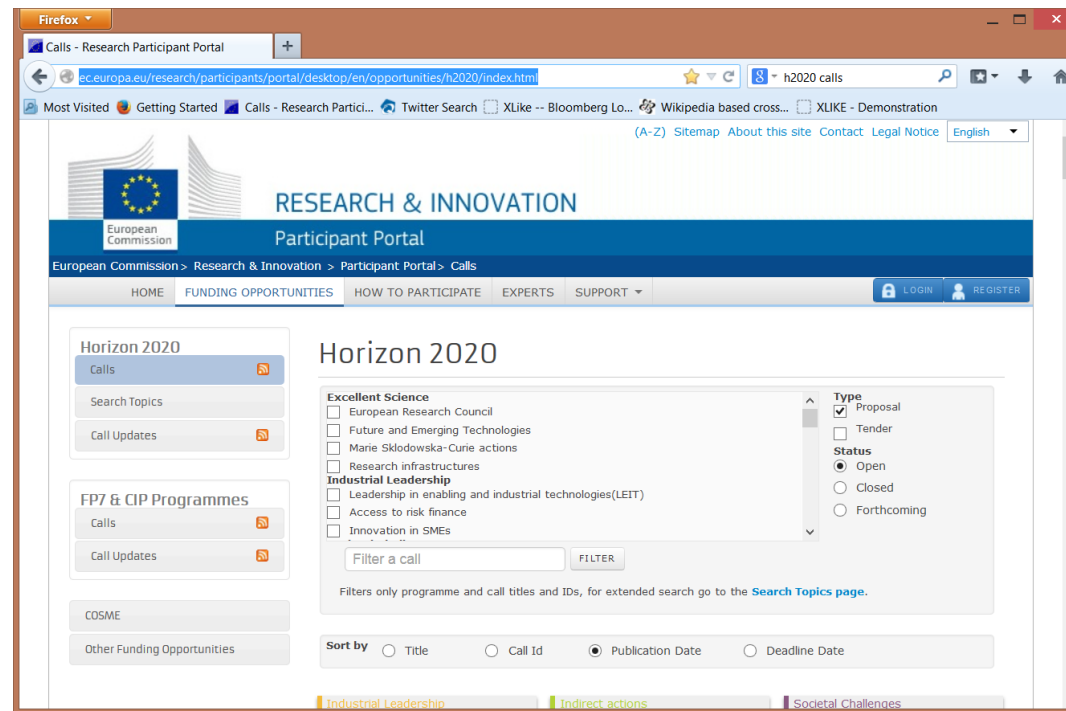 Firefox
Calls - Research Participant Portal
ec.europa.eu/research/participants/portal/desktop/en/opportunities/h2020/index.html
8
h2020 calls
Most Visited Getting Started Calls - Research Partici... Twitter Search XLike -- Bloomberg Lo... Wikipedia based cross... XLIKE - Demonstration
(A-Z) Sitemap About this site Contact Legal Notice English
European
Commission
RESEARCH & INNOVATION
Participant Portal
European Commission> Research & Innovation > Participant Portal> Calls
HOME FUNDING OPPORTUNITIES HOW TO PARTICIPATE EXPERTS SUPPORT LOGIN REGISTER
Horizon 2020
Calls
Search Topics
Call Updates
FP7 & CIP Programmes
Calls
Call Updates
COSME
Other Funding Opportunities
Horizon 2020
Excellent Science
European Research Council
Future and Emerging Technologies
Marie Sklodowska-Curie actions
Research infrastructures
Industrial Leadership
Leadership in enabling and industrial technologies(LEIT)
Access to risk finance
Innovation in SMEs
Type
Proposal
Tender
Status
Open
Closed
Forthcoming
Filter a call FILTER
Filters only programme and call titles and IDs, for extended search go to the Search Topics page.
Sort by Title Call Id Publication Date Deadline Date
Industrial Leadership Indirect actions Societal Challenges